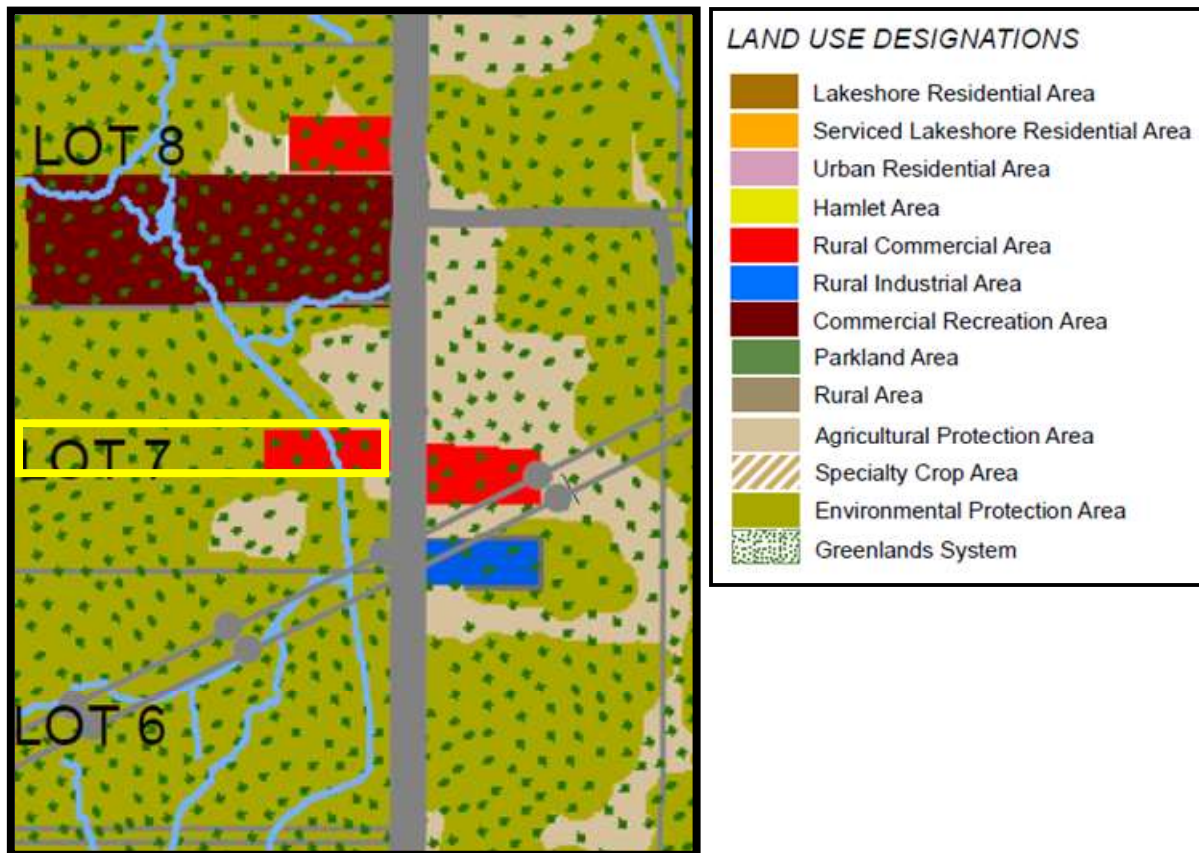 LOT 8
LOT 7
LOT 6
LAND USE DESIGNATIONS
Lakeshore Residential Area
Serviced Lakeshore Residential Area
Urban Residential Area
Hamlet Area
Rural Commercial Area
Rural Industrial Area
Commercial Recreation Area
Parkland Area
Rural Area
Agricultural Protection Area
Specialty Crop Area
Environmental Protection Area
Greenlands System